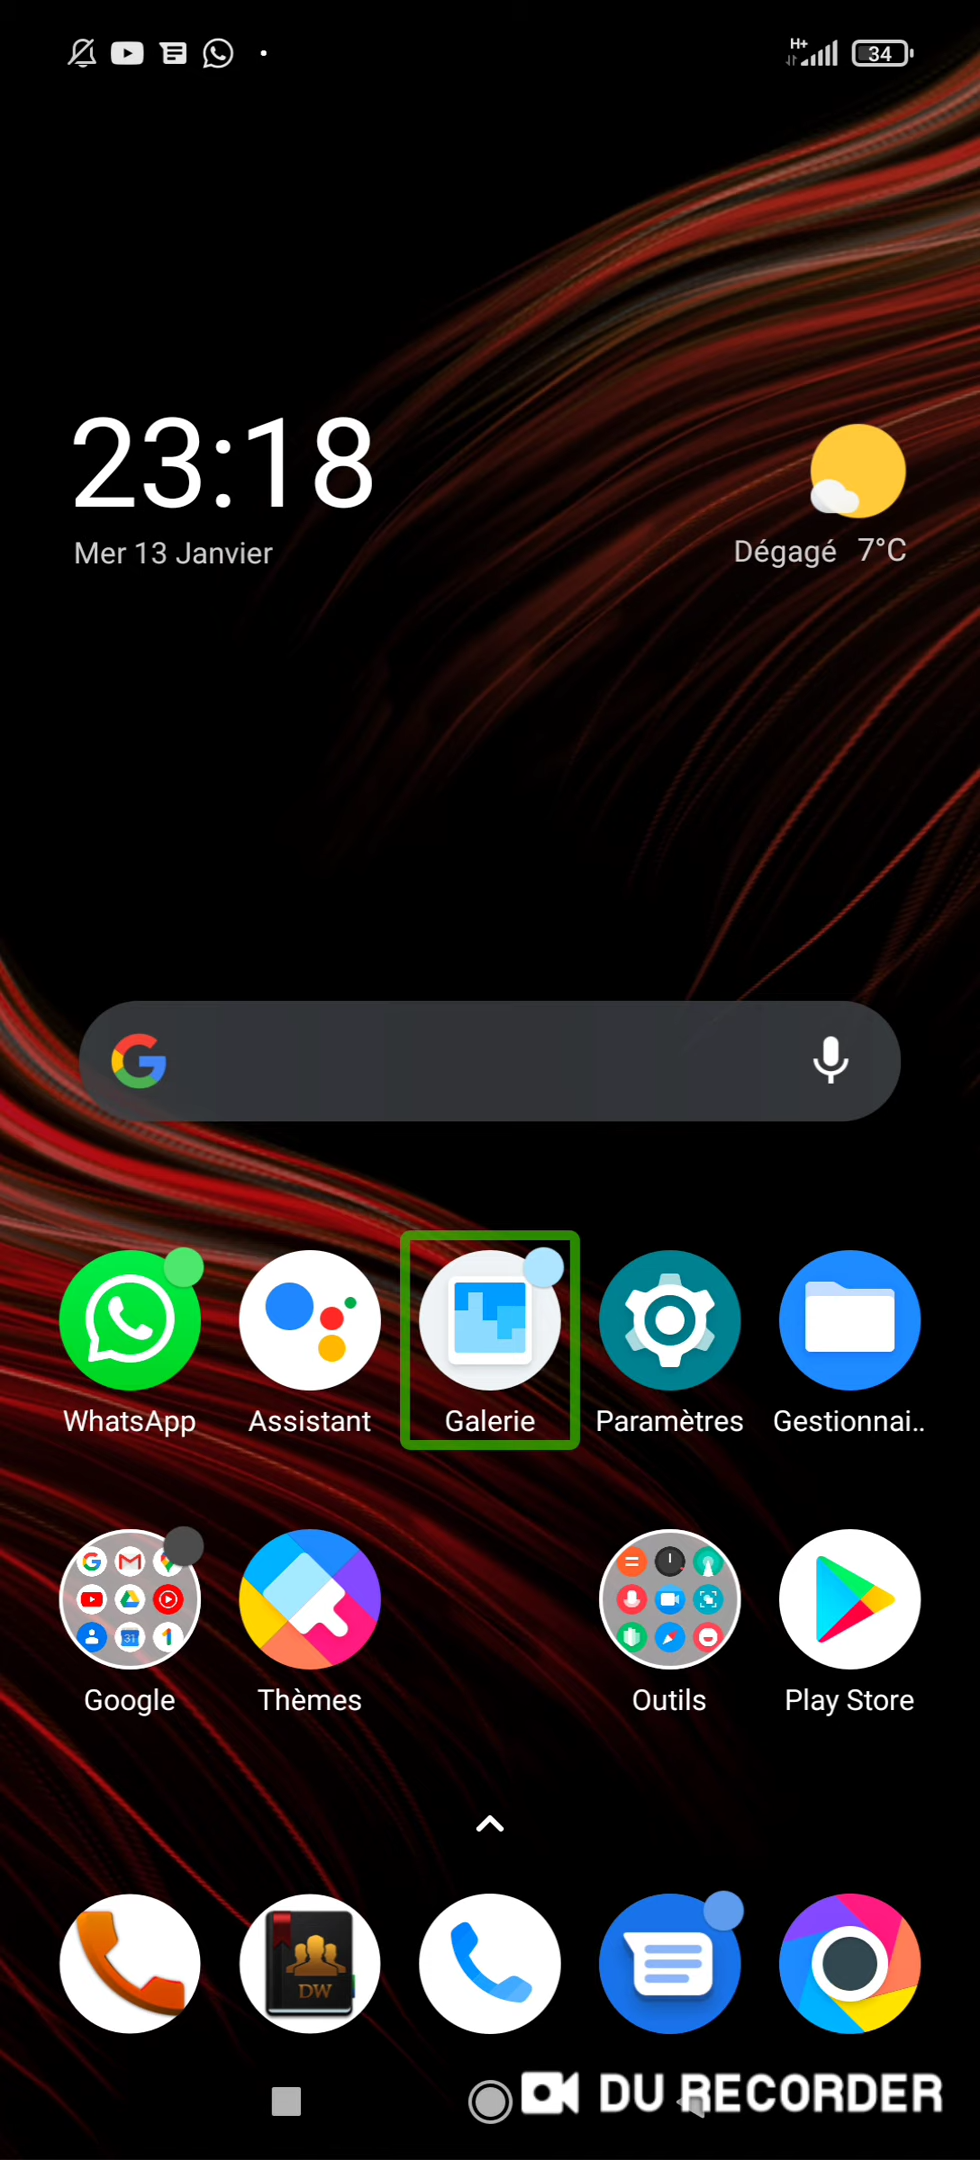 H+
34
23:18
Mer 13 Janvier
Dégagé 7°C
WhatsApp
Assistant
Galerie
Paramètres
Gestionnai..
Google
Thèmes
Outils
Play Store
31
DW
DU RECORDER